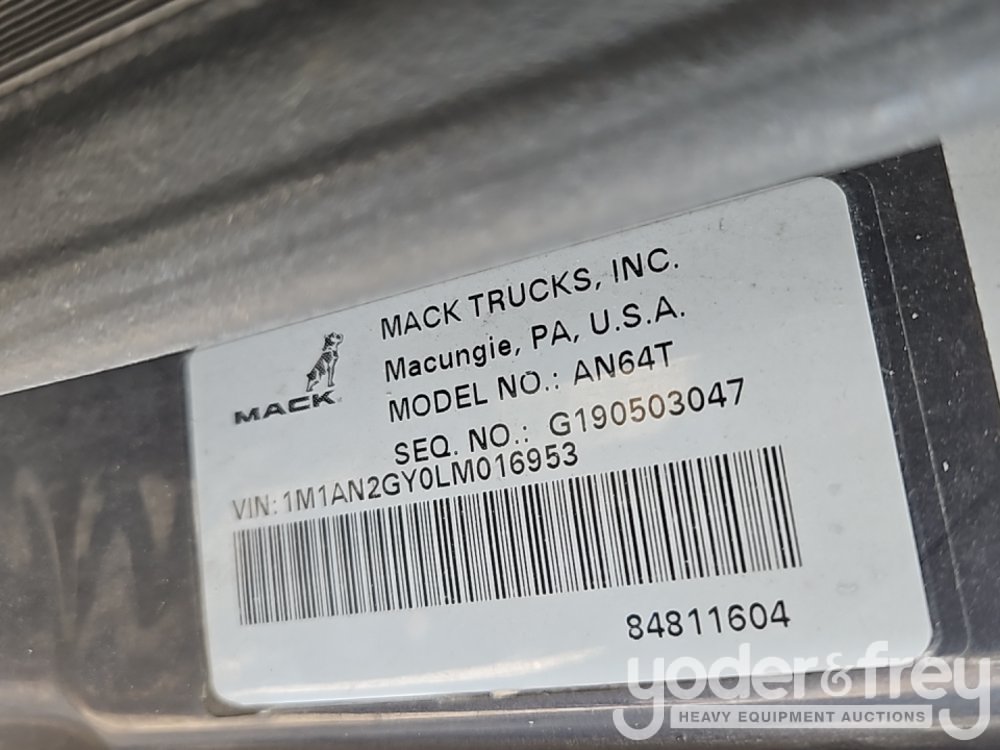 MACK TRUCKS, INC.
Macungie, PA, U.S.A.
MODEL NO.: AN64T
SEQ. NO.: G190503047
MACK
VIN: 1M1AN2GY0LM016953
84811604
yoder&frey
HEAVY EQUIPMENT AUCTIONS